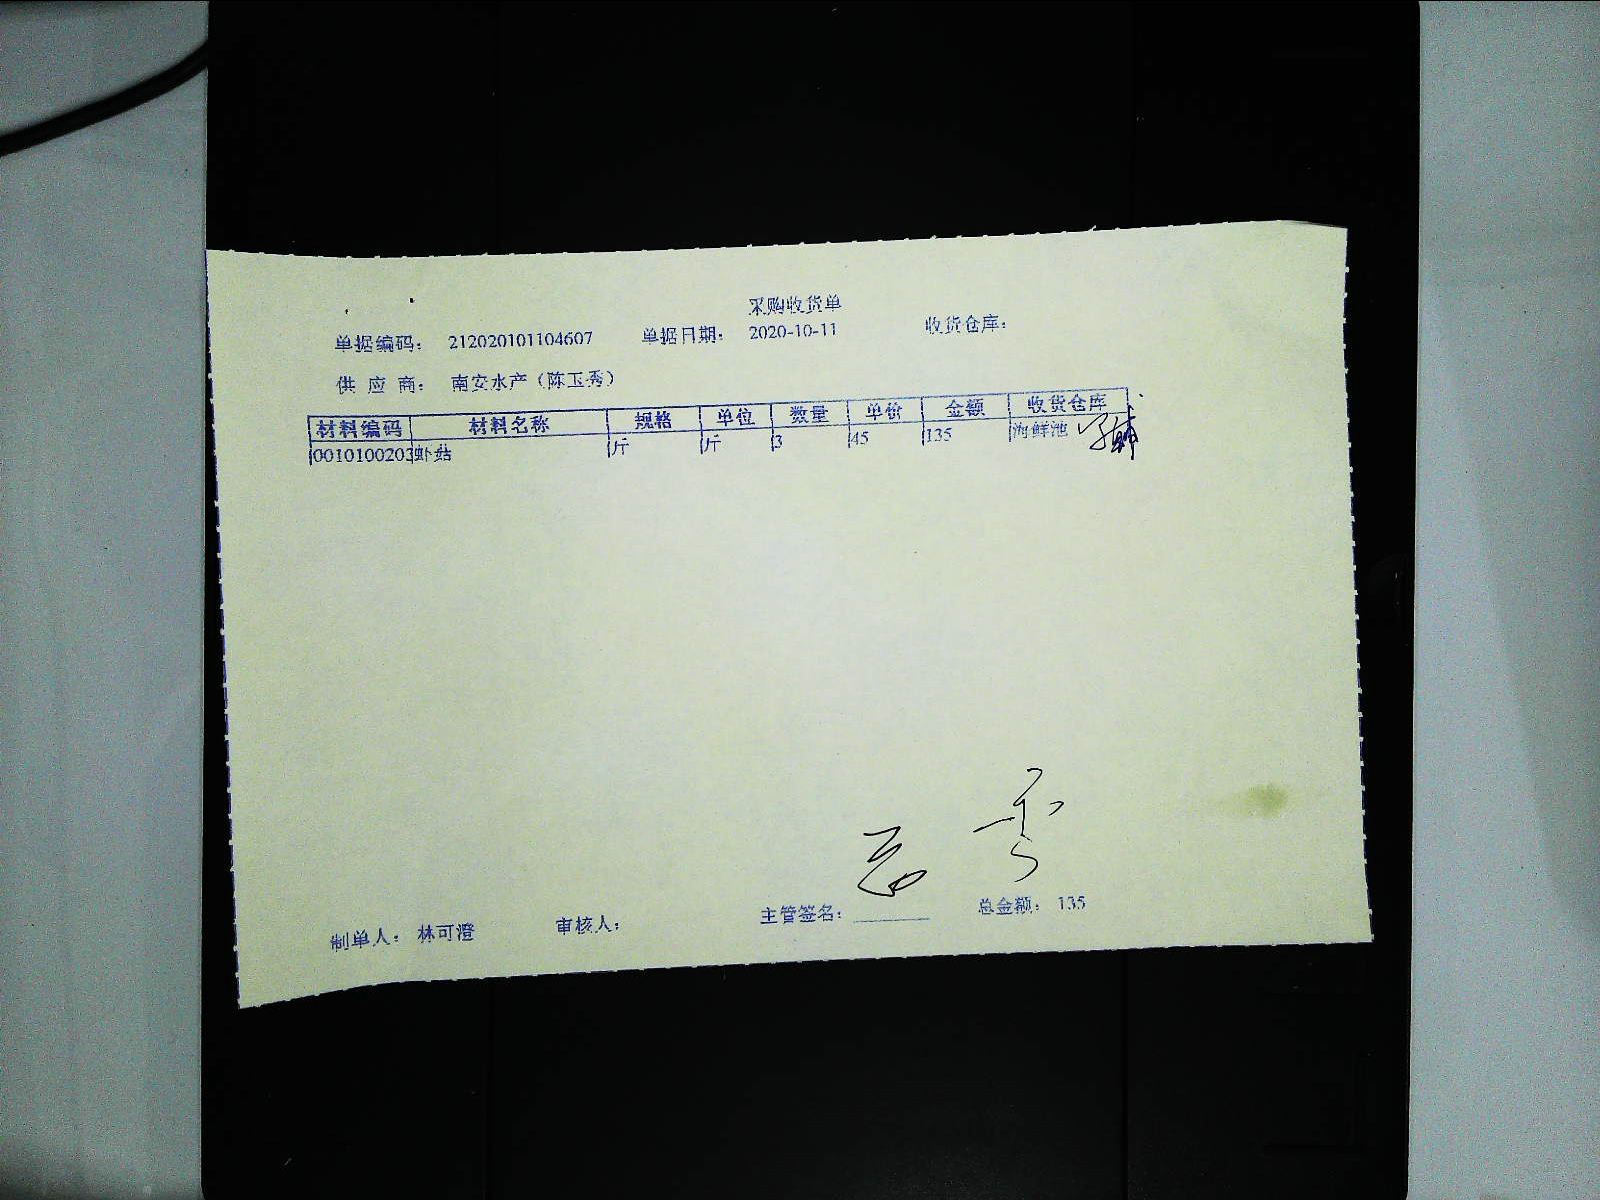 采购收货单
单据编码： 212020101104607 单据日期： 2020-10-11 收货仓库：
供 应 商： 南安水产（陈玉秀）
材料编码 材料名称 规格 单位 数量 单价 金额 收货仓库
0010100203 虾菇 斤 斤 3 45 135 海鲜池
制单人： 林可澄 审核人： 主管签名： 总金额： 135